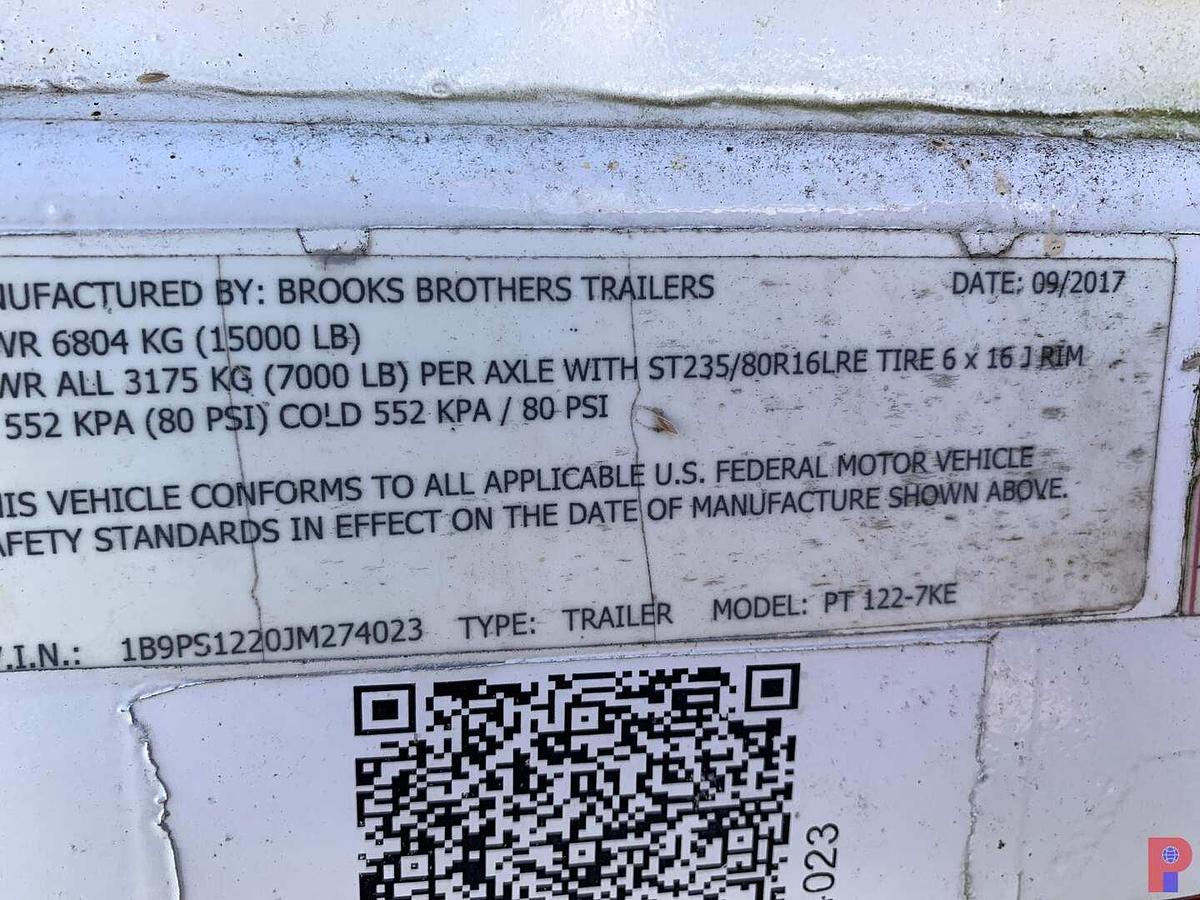 NUFACTURED BY: BROOKS BROTHERS TRAILERS DATE: 09/2017
WR 6804 KG (15000 LB)
WR ALL 3175 KG (7000 LB) PER AXLE WITH ST235/80R16LRE TIRE 6 x 16 J RIM
552 KPA (80 PSI) COLD 552 KPA / 80 PSI
HIS VEHICLE CONFORMS TO ALL APPLICABLE U.S. FEDERAL MOTOR VEHICLE
AFETY STANDARDS IN EFFECT ON THE DATE OF MANUFACTURE SHOWN ABOVE.
V.I.N.: 1B9PS1220JM274023 TYPE: TRAILER MODEL: PT 122-7KE
023